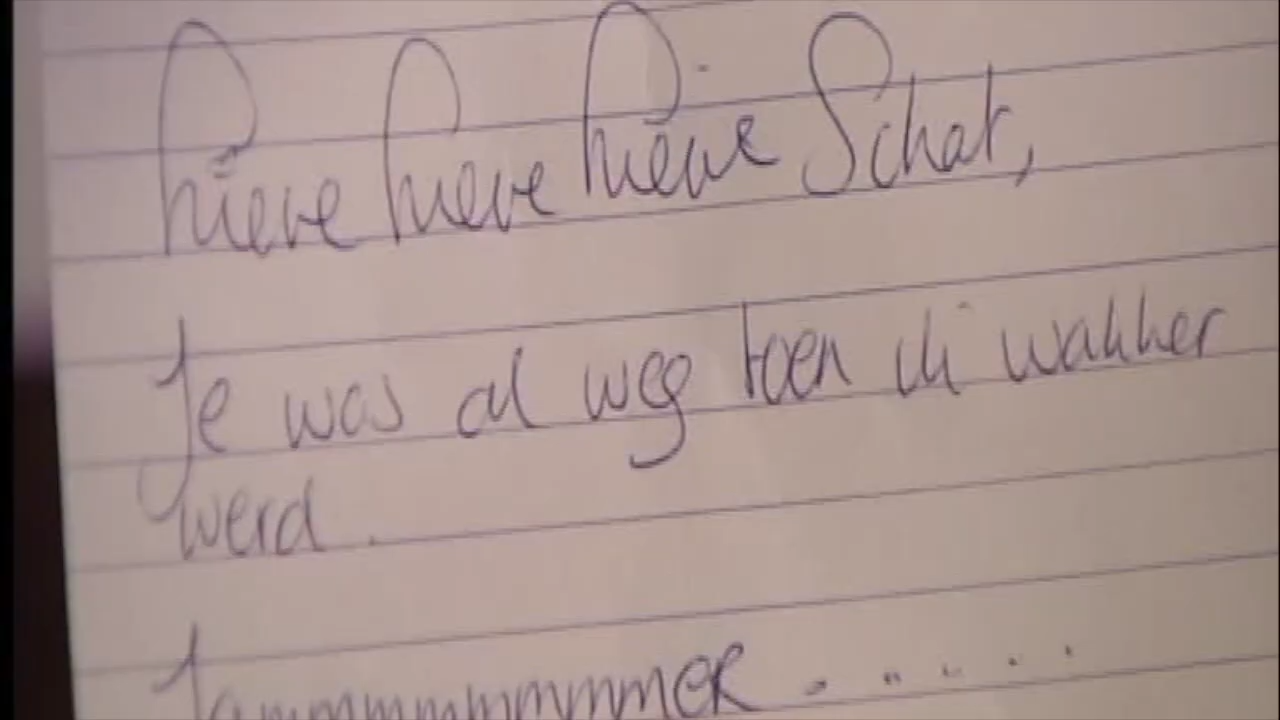 Lieve lieve lieve Schat,
Je was al weg toen ik wakker
werd.
Jammmmmmmmer.....